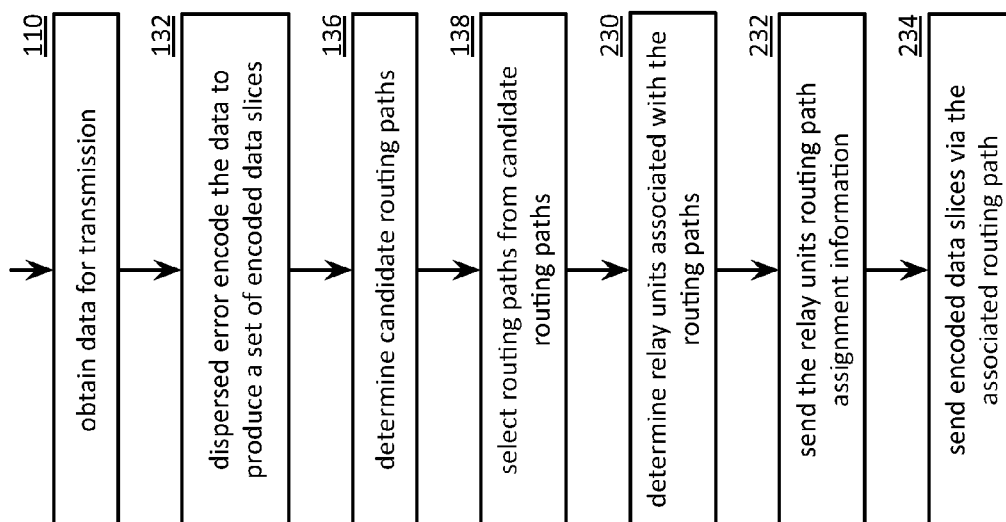 110
obtain data for transmission
132
dispersed error encode the data to
produce a set of encoded data slices
136
determine candidate routing paths
138
select routing paths from candidate
routing paths
230
determine relay units associated with the
routing paths
232
send the relay units routing path
assignment information
234
send encoded data slices via the
associated routing path